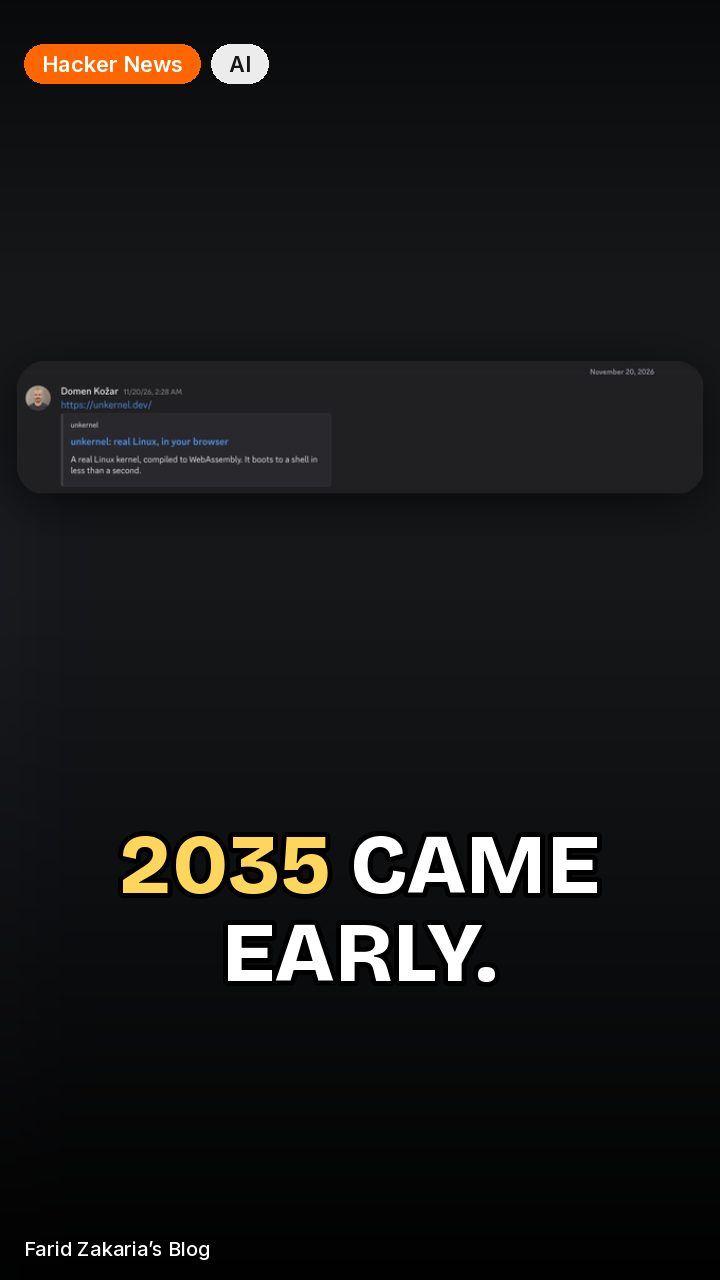 Hacker News
AI
November 20, 2026
Domen Kožar 11/20/26, 2:28 AM
https://unkernel.dev/
unkernel
unkernel: real Linux, in your browser
A real Linux kernel, compiled to WebAssembly. It boots to a shell in
less than a second.
2035 CAME
EARLY.
Farid Zakaria’s Blog